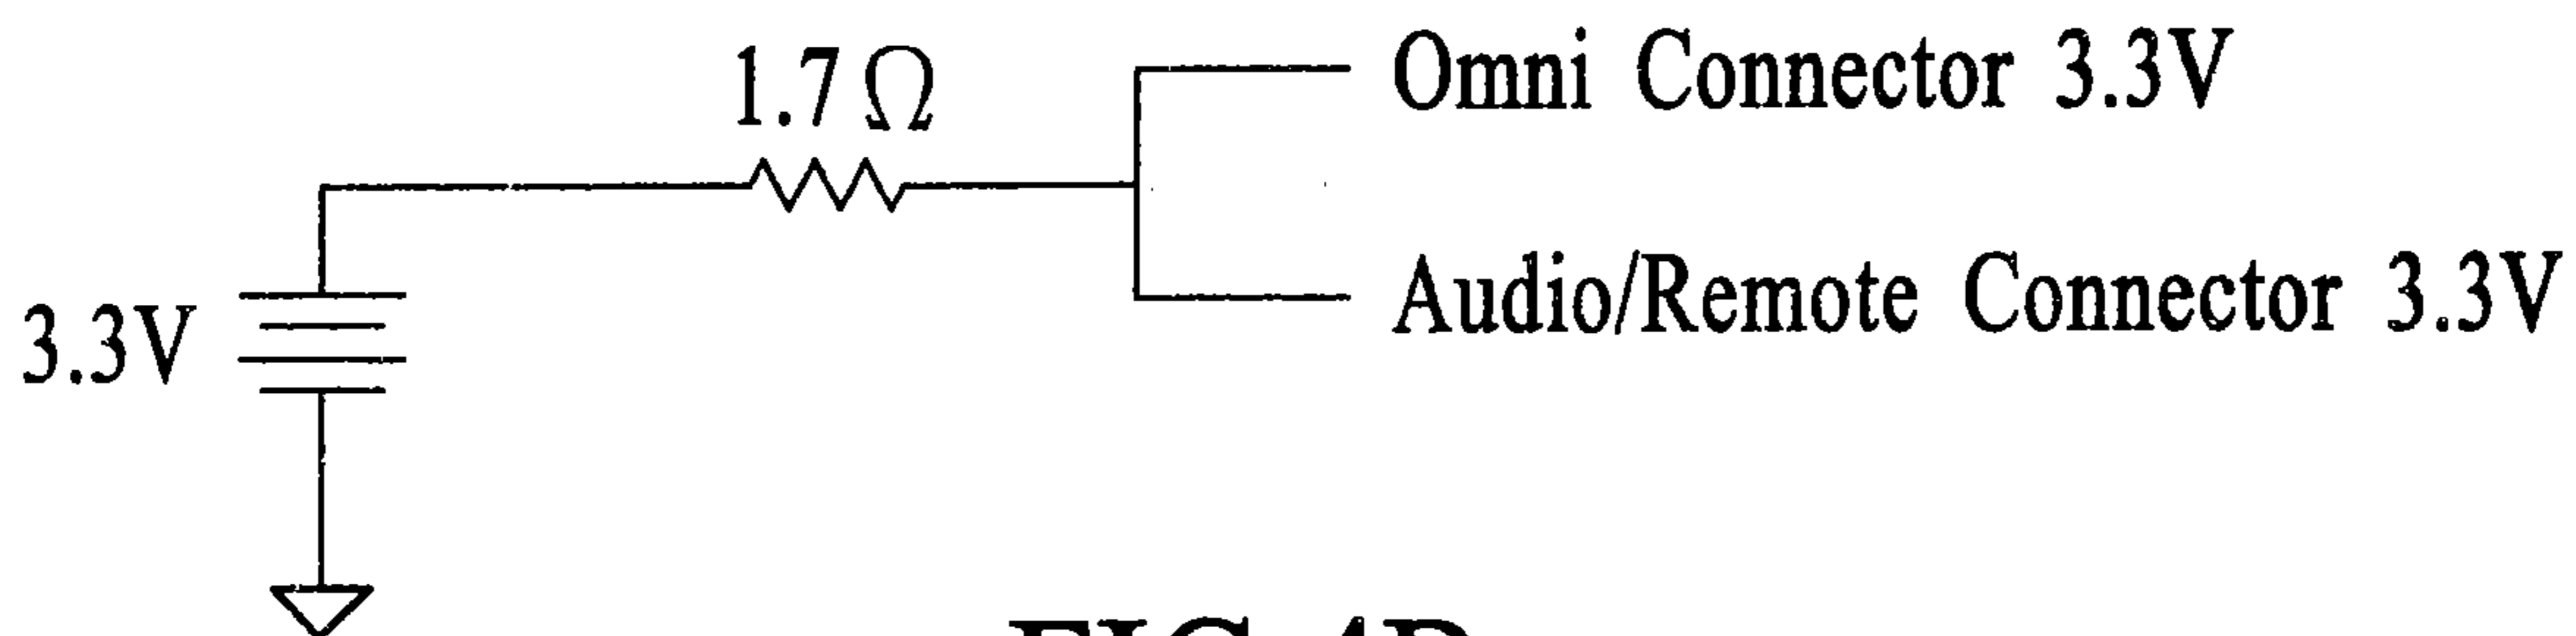 1.7 Ω
Omni Connector 3.3V
Audio/Remote Connector 3.3V
3.3V